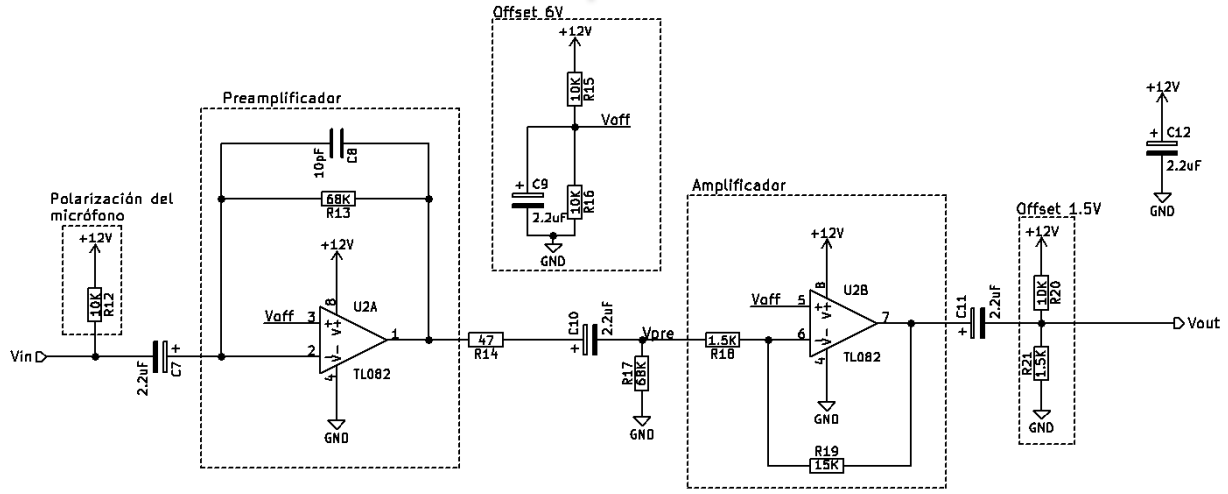 Offset 6V
+12V
10K
R15
Voff
C9
+
2.2uF
10K
R16
GND
Preamplificador
10pF
C8
68K
R13
+12V
8
U2A
Voff
3
+
V+
2
-
V-
1
4
TL082
GND
Polarización del
micrófono
+12V
10K
R12
Vin
2.2uF
+
C7
47
R14
C10
+
2.2uF
Vpre
R17
68K
GND
Amplificador
+12V
8
U2B
Voff
5
+
V+
6
-
V-
7
4
TL082
GND
1.5K
R18
R19
15K
C11
+
2.2uF
Offset 1.5V
+12V
10K
R20
R21
1.5K
GND
Vout
+12V
+
C12
2.2uF
GND